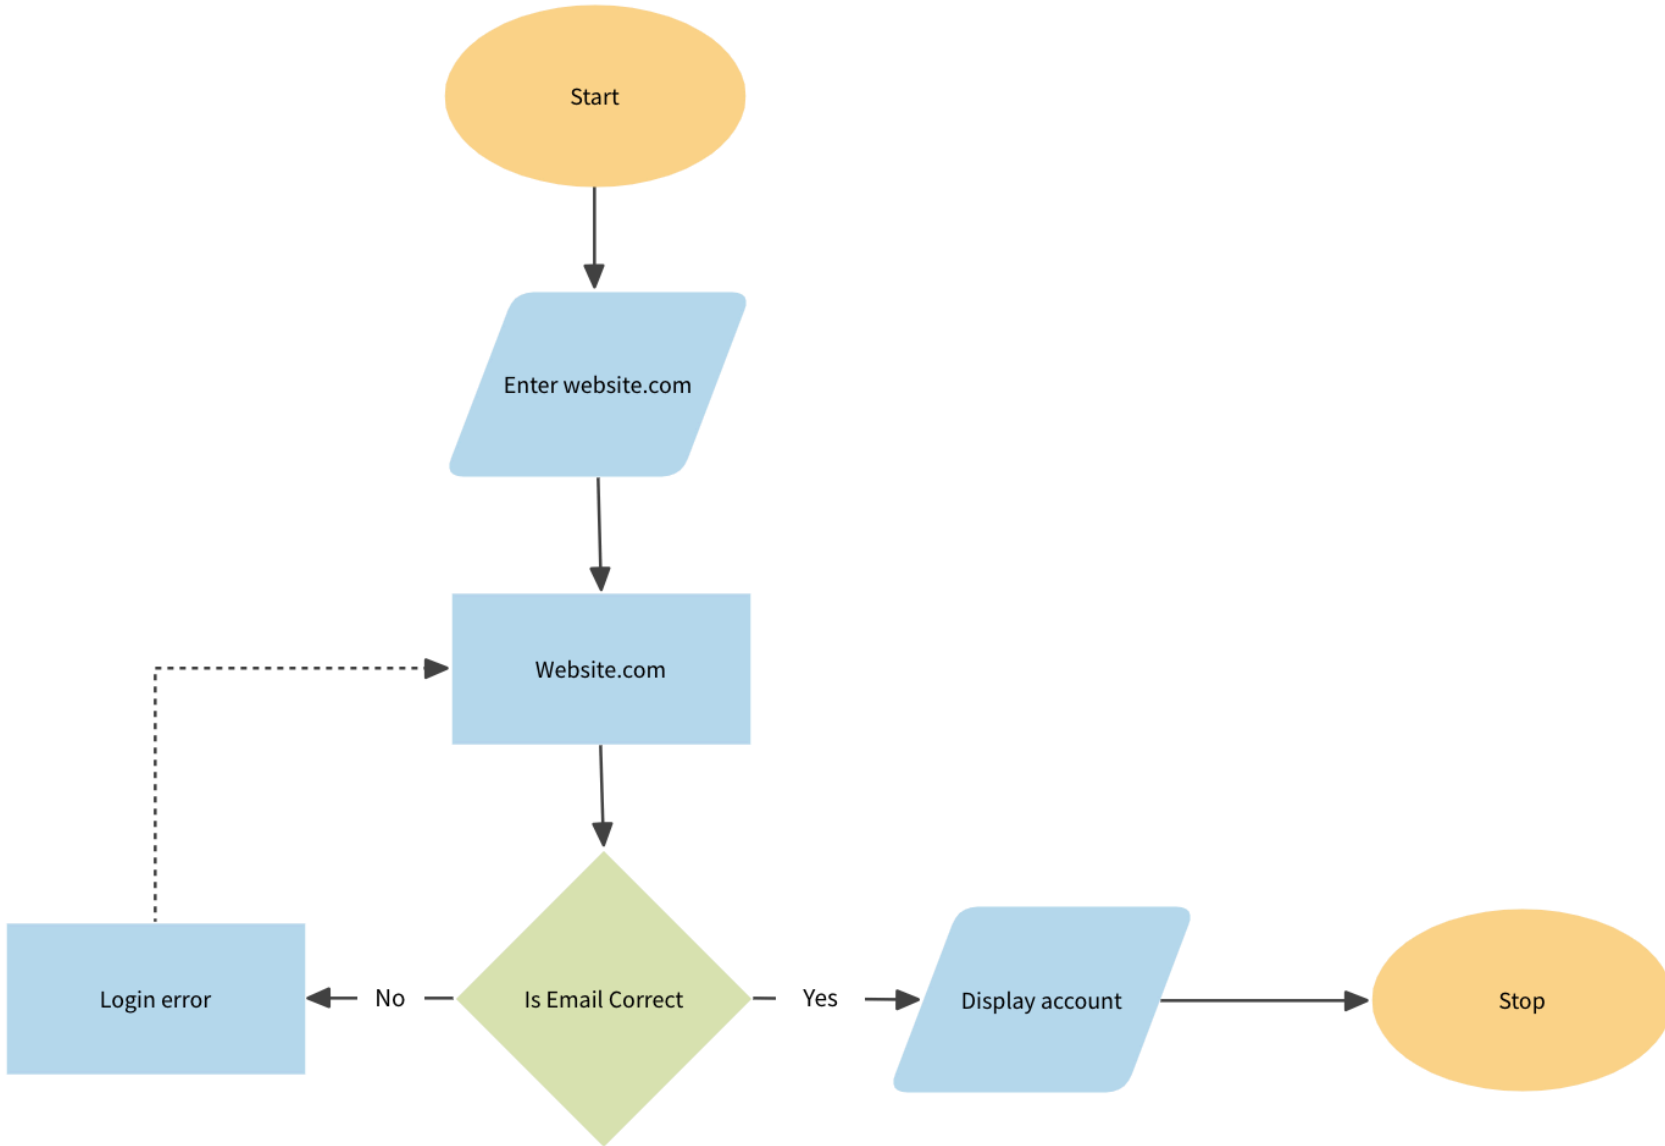 Start
Enter website.com
Website.com
Login error
No
Is Email Correct
Yes
Display account
Stop